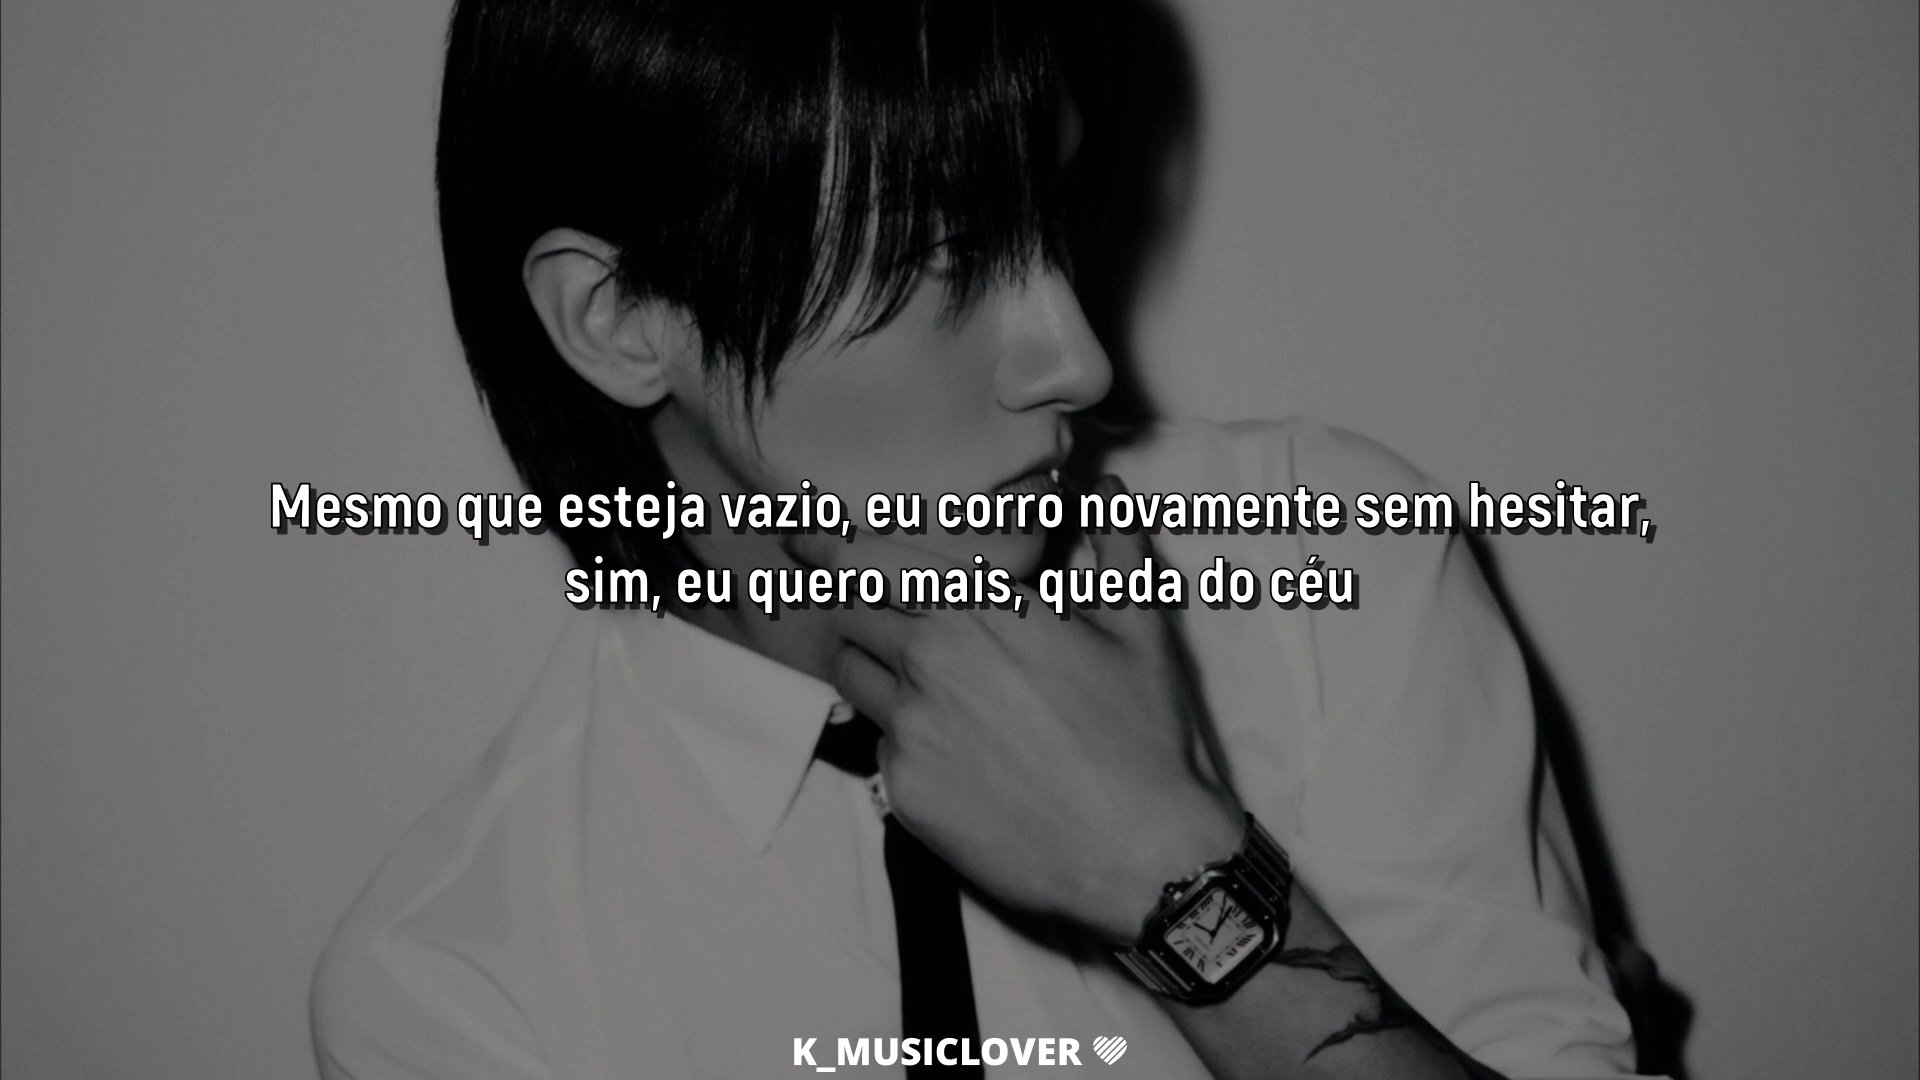 Mesmo que esteja vazio, eu corro novamente sem hesitar,
sim, eu quero mais, queda do céu
K_MUSICLOVER